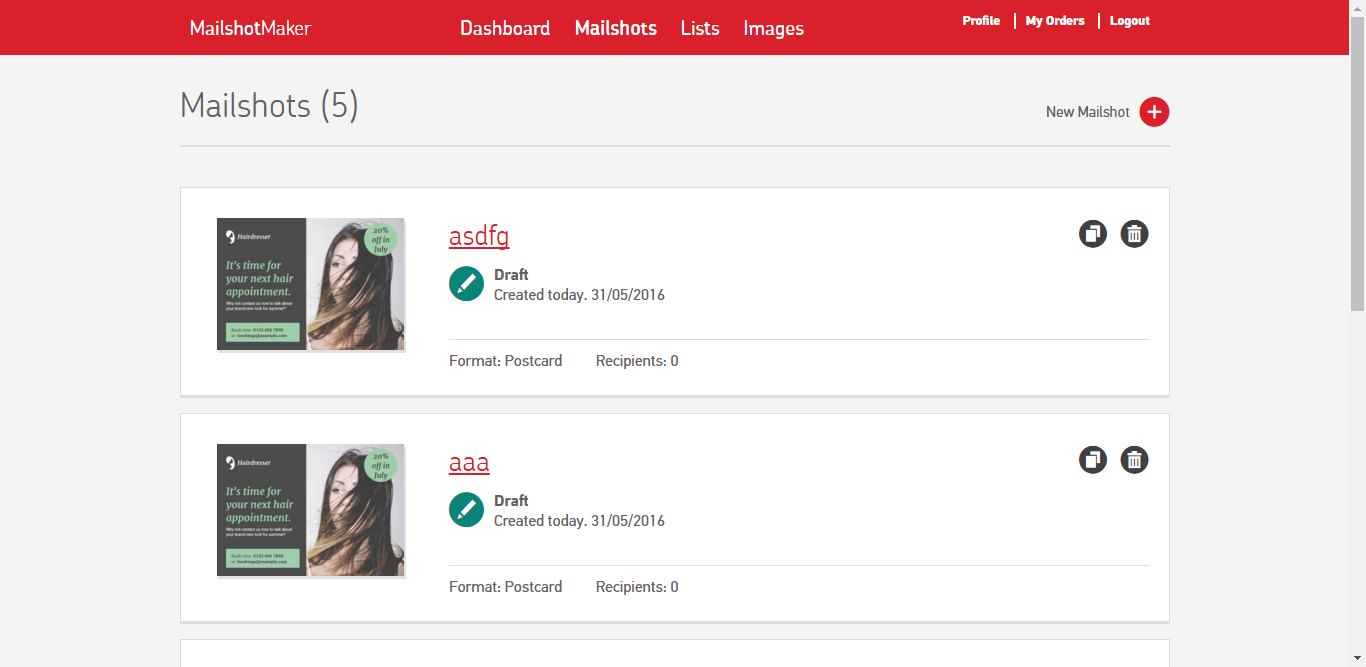 MailshotMaker
Dashboard Mailshots Lists Images
Profile My Orders Logout
Mailshots (5)
New Mailshot
Hairdresser
20%
off in
July
It's time for
your next hair
appointment.
Why not contact us now to talk about
your brand new look for summer?
Book now: 0123 456 7890
or: bookings@example.com
asdfg
Draft
Created today. 31/05/2016
Format: Postcard Recipients: 0
Hairdresser
20%
off in
July
It's time for
your next hair
appointment.
Why not contact us now to talk about
your brand new look for summer?
Book now: 0123 456 7890
or: bookings@example.com
aaa
Draft
Created today. 31/05/2016
Format: Postcard Recipients: 0